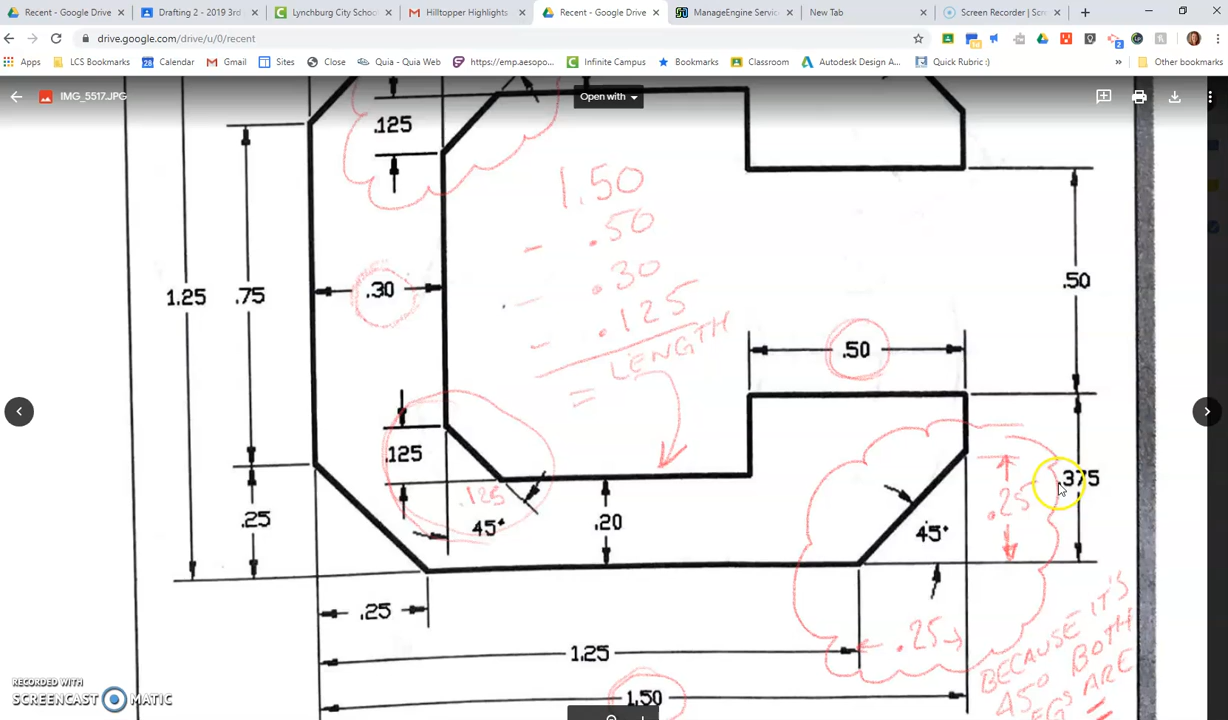 Recent - Google Drive
Drafting 2 - 2019 3rd
Lynchburg City School
Hilltopper Highlights
Recent - Google Drive
ManageEngine Servic
New Tab
Screen Recorder | Sc
drive.google.com/drive/u/0/recent
Apps
LCS Bookmarks
Calendar
Gmail
Sites
Close
Quia - Quia Web
https://emp.aesopo...
Infinite Campus
Bookmarks
Classroom
Autodesk Design A...
Quick Rubric :)
»
Other bookmarks
IMG_5517.JPG
Open with
.125
1.50
- .50
- .30
- .125
= LENGTH
1.25
.75
.30
.50
.50
.125
.125
45°
.20
.25
.25
.375
45°
.25
.25
1.25
1.50
BECAUSE IT'S
45° BOTH
ARE
=
RECORDED WITH
SCREENCAST MATIC